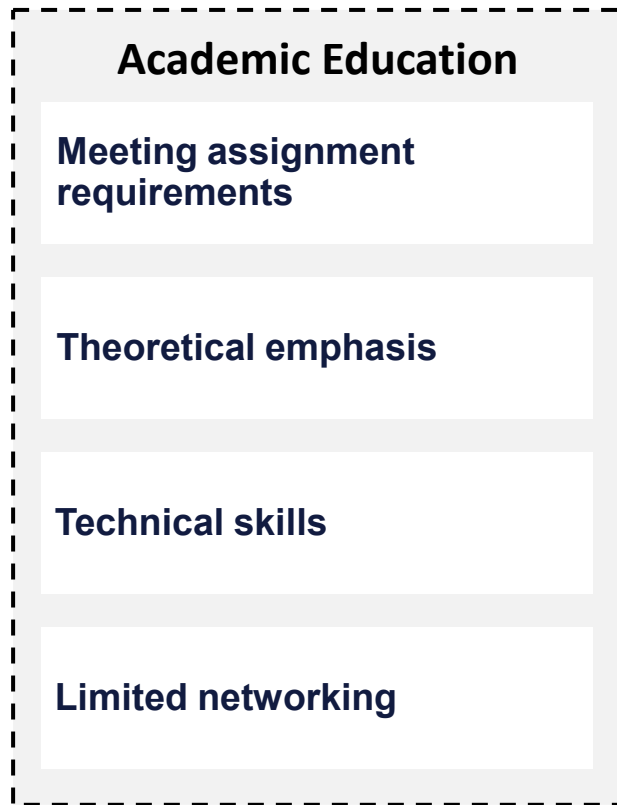 Academic Education
Meeting assignment
requirements
Theoretical emphasis
Technical skills
Limited networking